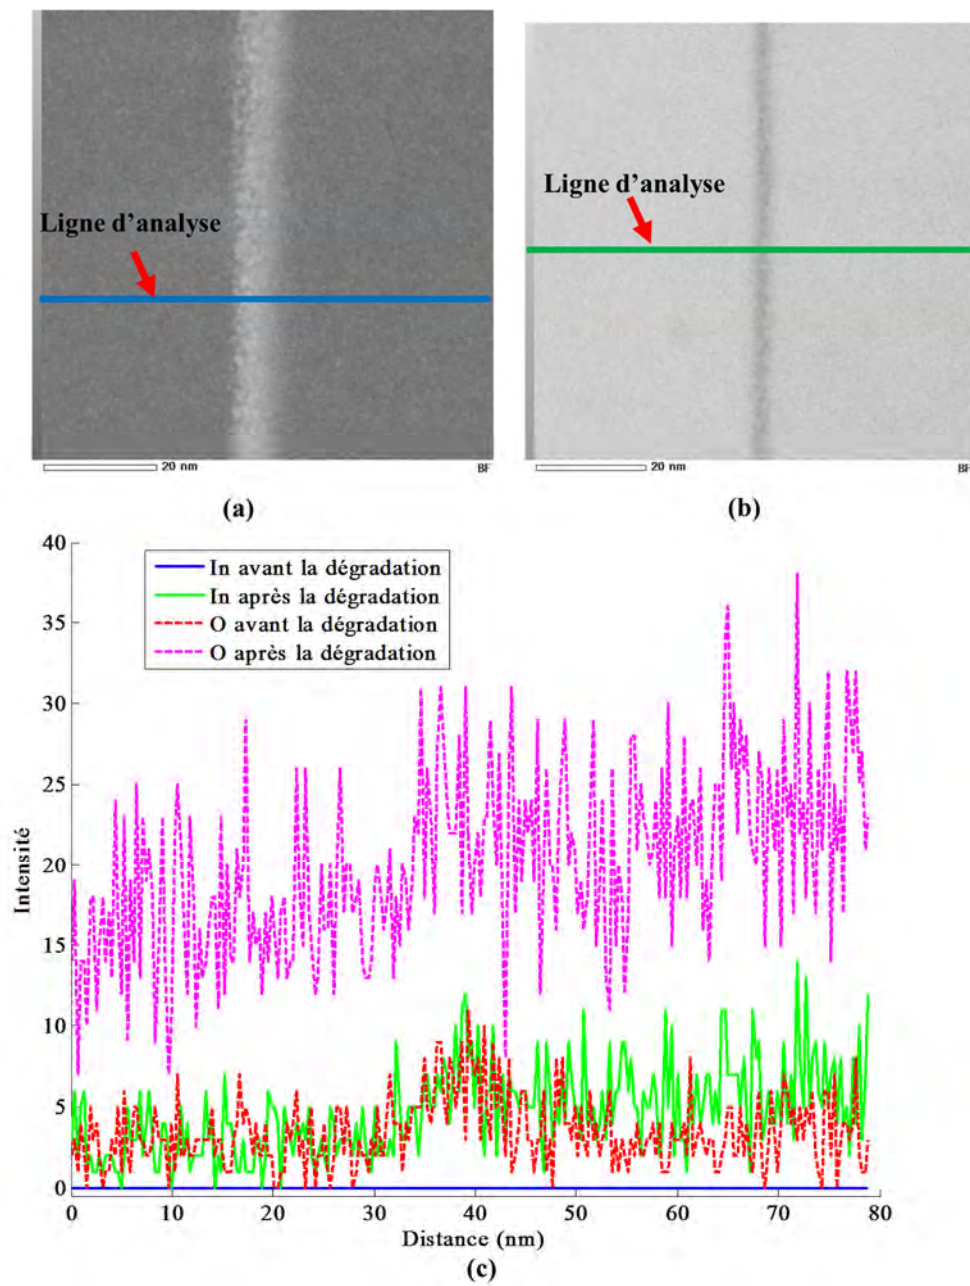 Ligne d'analyse
20 nm
BF
(a)
Ligne d'analyse
20 nm
BF
(b)
40
35
30
25
20
15
10
5
0
Intensité
In avant la dégradation
In après la dégradation
O avant la dégradation
O après la dégradation
0 10 20 30 40 50 60 70 80
Distance (nm)
(c)